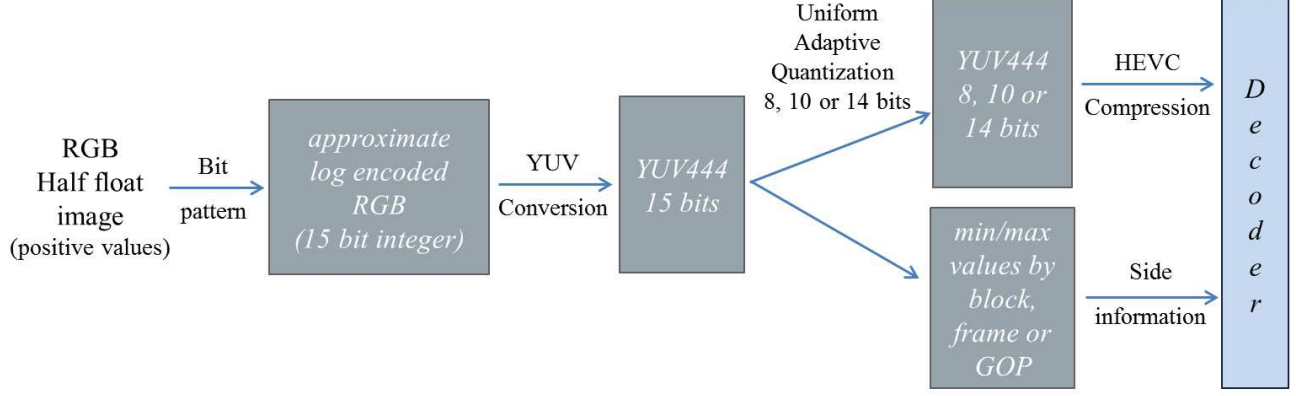 RGB
Half float
image
(positive values)
Bit
pattern
approximate
log encoded
RGB
(15 bit integer)
YUV
Conversion
YUV444
15 bits
Uniform
Adaptive
Quantization
8, 10 or 14 bits
YUV444
8, 10 or
14 bits
HEVC
Compression
min/max
values by
block,
frame or
GOP
Side
information
D
e
c
o
d
e
r